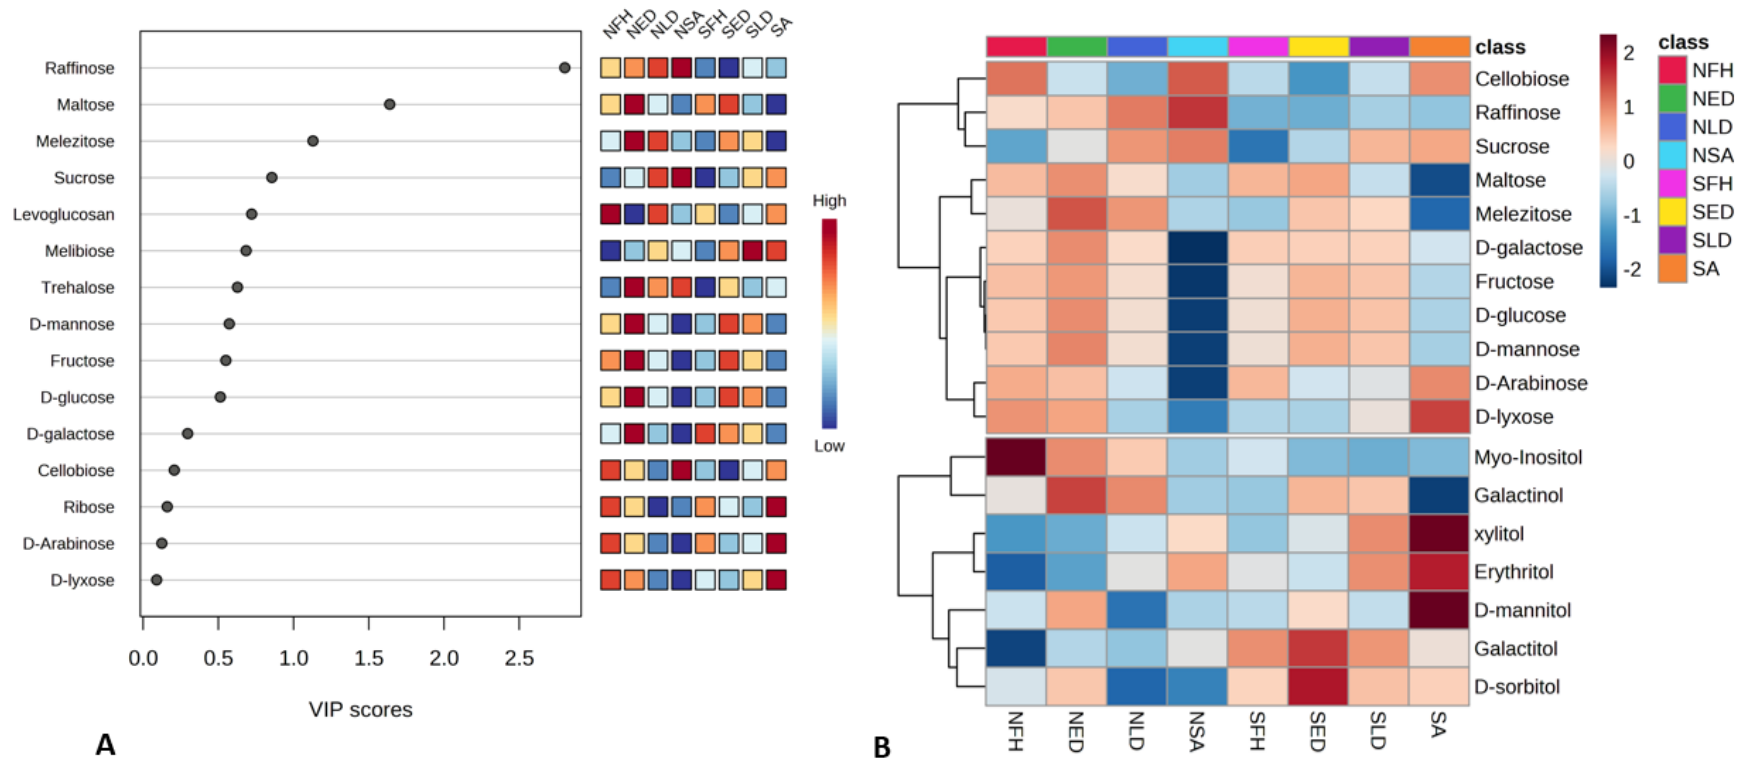 NFH NED NLD NSA SFH SED SLD SA
Raffinose
Maltose
Melezitose
Sucrose
Levoglucosan
Melibiose
Trehalose
D-mannose
Fructose
D-glucose
D-galactose
Cellobiose
Ribose
D-Arabinose
D-lyxose
0.0 0.5 1.0 1.5 2.0 2.5
VIP scores
High
Low
A
class
Cellobiose
Raffinose
Sucrose
Maltose
Melezitose
D-galactose
Fructose
D-glucose
D-mannose
D-Arabinose
D-lyxose
Myo-Inositol
Galactinol
xylitol
Erythritol
D-mannitol
Galactitol
D-sorbitol
NFH NED NLD NSA SFH SED SLD SA
2
1
0
-1
-2
class
NFH
NED
NLD
NSA
SFH
SED
SLD
SA
B